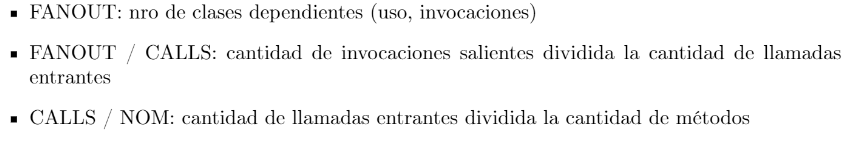 ▪ FANOUT: nro de clases dependientes (uso, invocaciones)
▪ FANOUT / CALLS: cantidad de invocaciones salientes dividida la cantidad de llamadas
entrantes
▪ CALLS / NOM: cantidad de llamadas entrantes dividida la cantidad de métodos